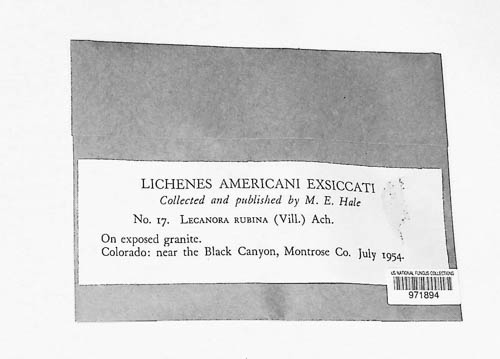 LICHENES AMERICANI EXSICCATI
Collected and published by M. E. Hale
No. 17. LECANORA RUBINA (Vill.) Ach.
On exposed granite.
Colorado: near the Black Canyon, Montrose Co. July 1954.
US NATIONAL FUNGUS COLLECTIONS
971894